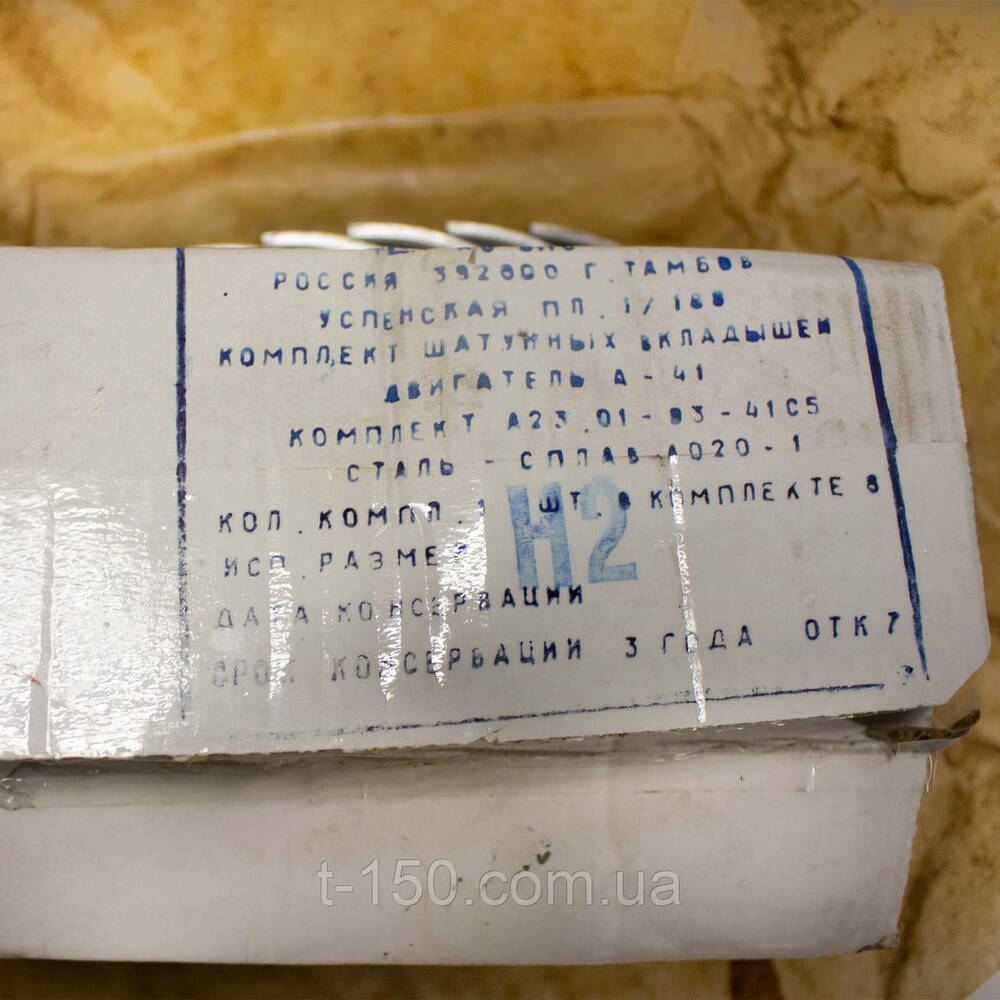 РОССИЯ 392000 Г. ТАМБОВ
УСПЕНСКАЯ ПЛ. 1/188
КОМПЛЕКТ ШАТУННЫХ ВКЛАДЫШЕЙ
ДВИГАТЕЛЬ А-41
КОМПЛЕКТ А23.01-93-41С5
СТАЛЬ - СПЛАВ АО20-1
КОЛ.КОМПЛ. 1 ШТ. В КОМПЛЕКТЕ 8
ИСП.РАЗМЕР Н2
ДАТА КОНСЕРВАЦИИ
СРОК КОНСЕРВАЦИИ 3 ГОДА ОТК 7
t-150.com.ua